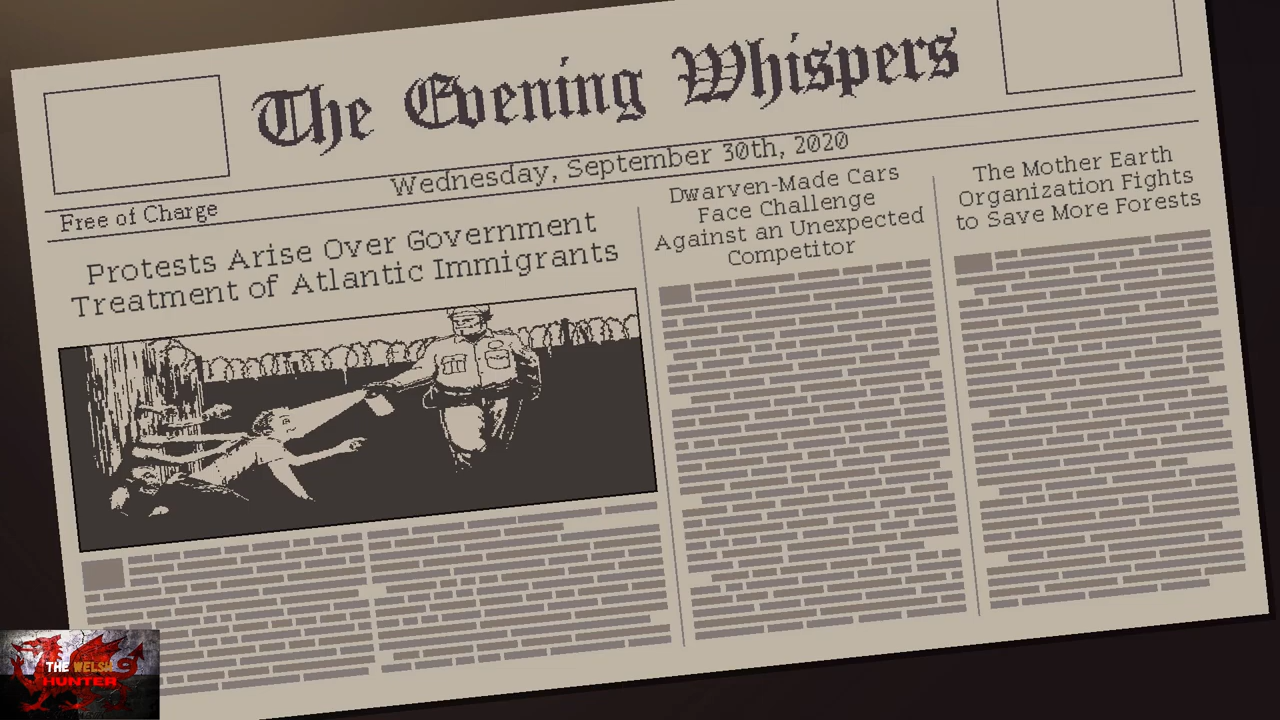 The Evening Whispers
Wednesday, September 30th, 2020
Free of Charge
Protests Arise Over Government
Treatment of Atlantic Immigrants
Dwarven-Made Cars
Face Challenge
Against an Unexpected
Competitor
The Mother Earth
Organization Fights
to Save More Forests
THE WELSH
HUNTER